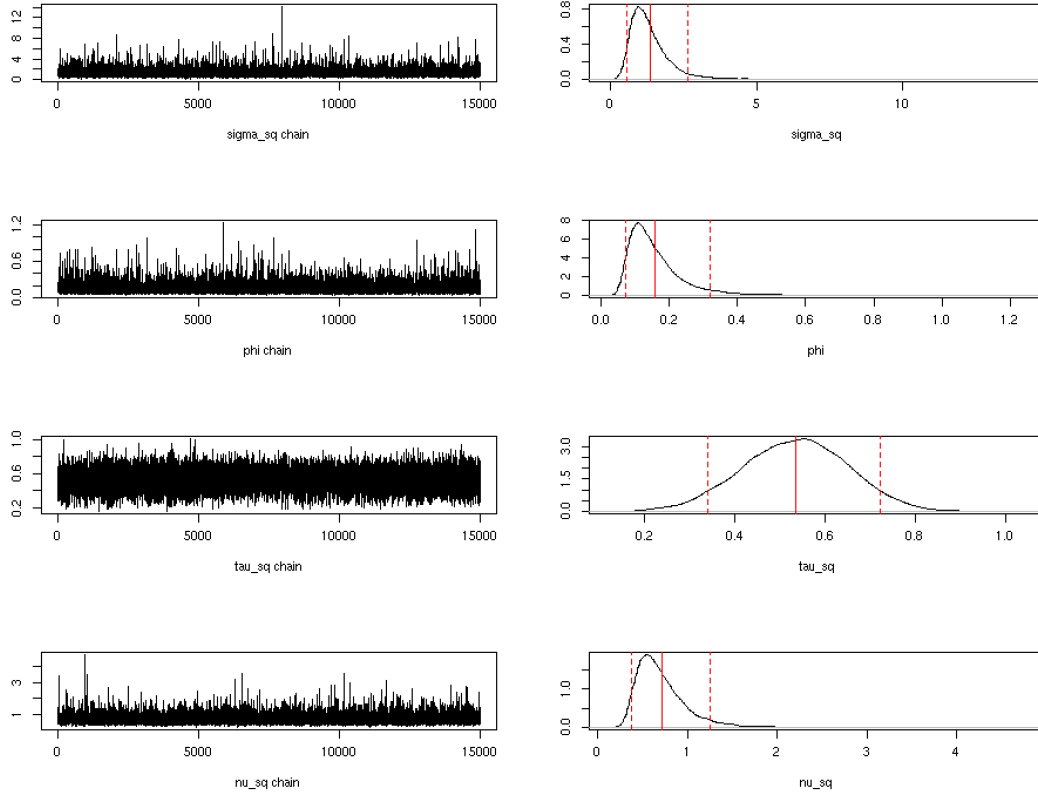 0 4 8 12
0 5000 10000 15000
sigma_sq chain
0.0 0.4 0.8
0 5 10
sigma_sq
0.0 0.6 1.2
0 5000 10000 15000
phi chain
0 2 4 6 8
0.0 0.2 0.4 0.6 0.8 1.0 1.2
phi
0.2 0.6 1.0
0 5000 10000 15000
tau_sq chain
0.0 1.5 3.0
0.2 0.4 0.6 0.8 1.0
tau_sq
1 3
0 5000 10000 15000
nu_sq chain
0.0 1.0
0 1 2 3 4
nu_sq